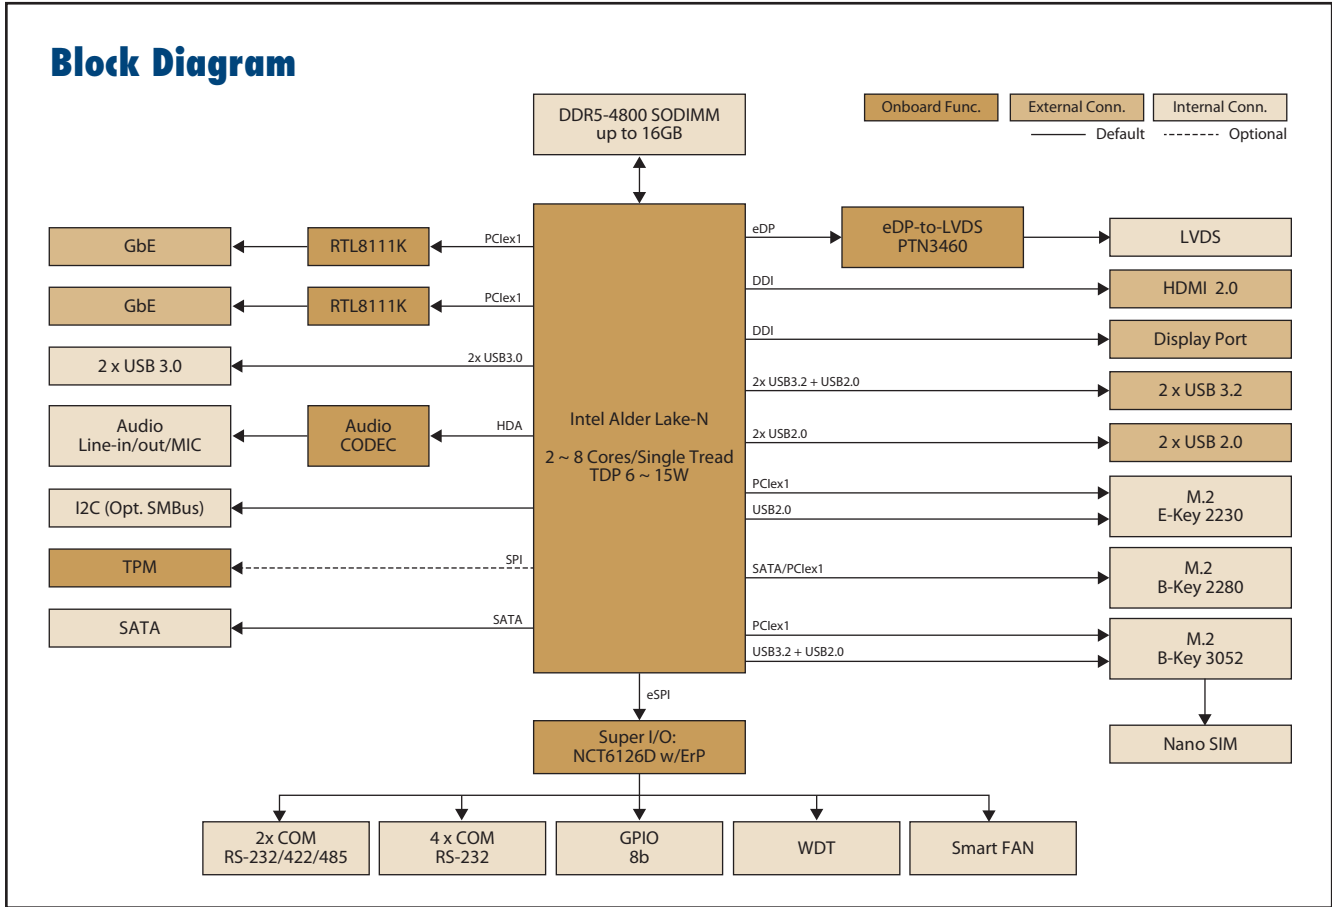 Block Diagram
DDR5-4800 SODIMM
up to 16GB
Onboard Func.
External Conn.
Internal Conn.
Default
Optional
GbE
RTL8111K
PCIex1
GbE
RTL8111K
PCIex1
2 x USB 3.0
2x USB3.0
Audio
Line-in/out/MIC
Audio
CODEC
HDA
I2C (Opt. SMBus)
TPM
SPI
SATA
SATA
Intel Alder Lake-N
2 ~ 8 Cores/Single Tread
TDP 6 ~ 15W
eDP
eDP-to-LVDS
PTN3460
LVDS
DDI
HDMI 2.0
DDI
Display Port
2x USB3.2 + USB2.0
2 x USB 3.2
2x USB2.0
2 x USB 2.0
PCIex1
USB2.0
M.2
E-Key 2230
SATA/PCIex1
M.2
B-Key 2280
PCIex1
USB3.2 + USB2.0
M.2
B-Key 3052
Nano SIM
eSPI
Super I/O:
NCT6126D w/ErP
2x COM
RS-232/422/485
4 x COM
RS-232
GPIO
8b
WDT
Smart FAN